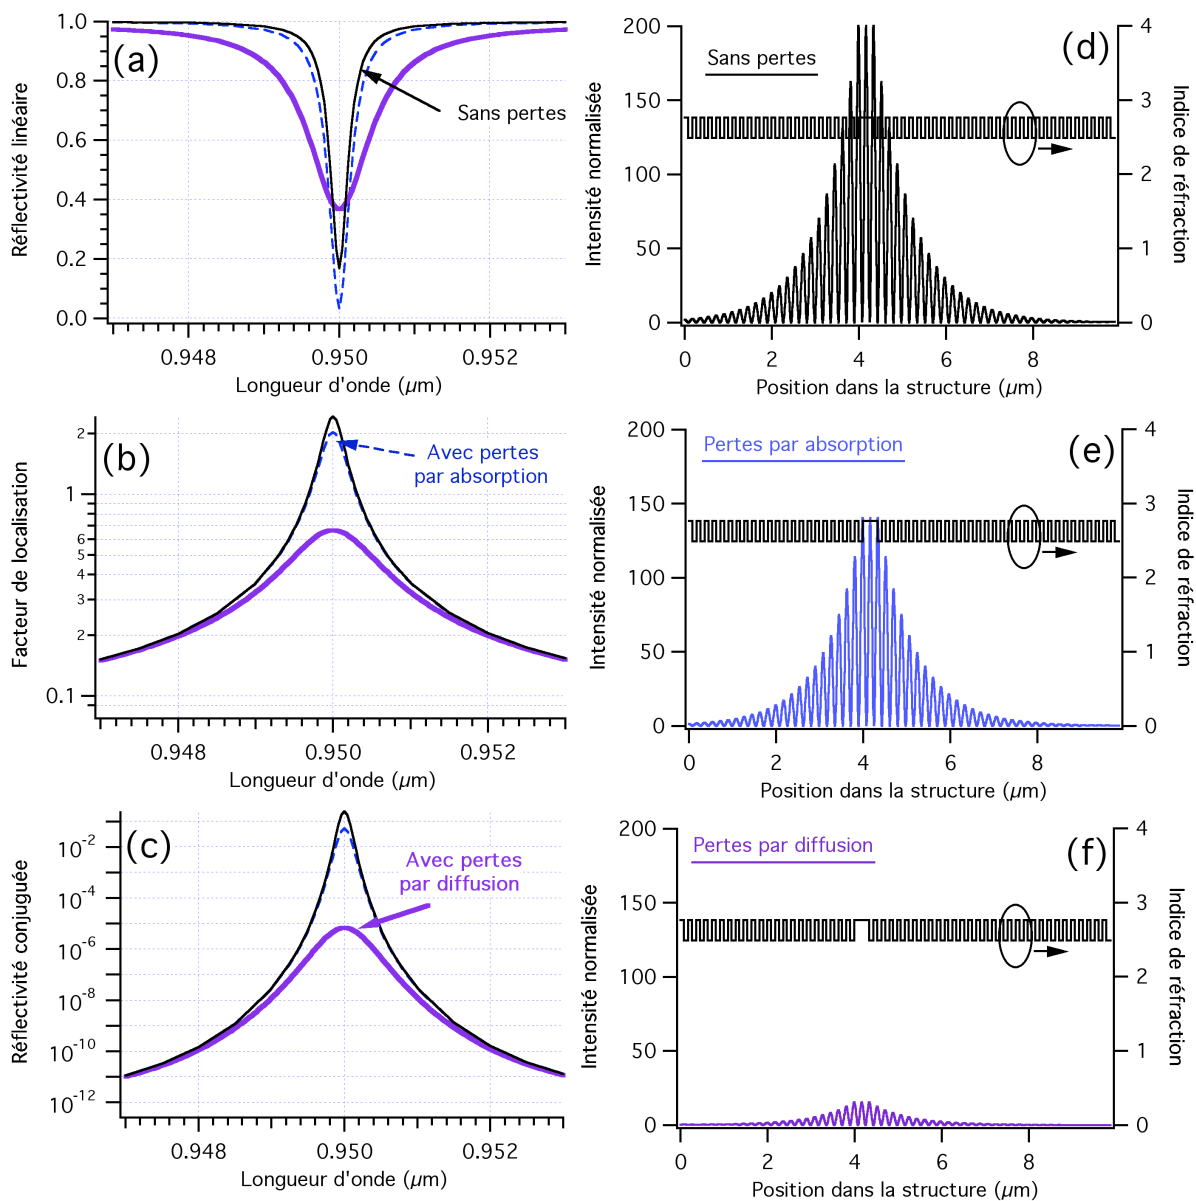 (a)
Réflectivité linéaire
1.0
0.8
0.6
0.4
0.2
0.0
Sans pertes
0.948
0.950
0.952
Longueur d'onde (µm)
(d)
Sans pertes
Intensité normalisée
200
150
100
50
0
4
3
2
1
0
Indice de réfraction
0
2
4
6
8
Position dans la structure (µm)
(b)
Facteur de localisation
2
1
6
5
4
3
2
0.1
Avec pertes
par absorption
0.948
0.950
0.952
Longueur d'onde (µm)
(e)
Pertes par absorption
Intensité normalisée
200
150
100
50
0
4
3
2
1
0
Indice de réfraction
0
2
4
6
8
Position dans la structure (µm)
(c)
Réflectivité conjuguée
10-2
10-4
10-6
10-8
10-10
10-12
Avec pertes
par diffusion
0.948
0.950
0.952
Longueur d'onde (µm)
(f)
Pertes par diffusion
Intensité normalisée
200
150
100
50
0
4
3
2
1
0
Indice de réfraction
0
2
4
6
8
Position dans la structure (µm)